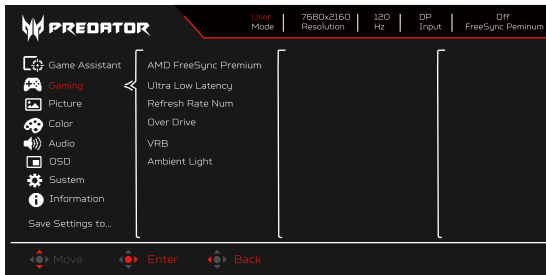 PREDATOR
User
Mode
7680x2160
Resolution
120
Hz
DP
Input
Off
FreeSync Peminum
Game Assistant
Gaming
Picture
Color
Audio
OSD
Sustem
Information
Save Settings to...
AMD FreeSync Premium
Ultra Low Latency
Refresh Rate Num
Over Drive
VRB
Ambient Light
Move
Enter
Back